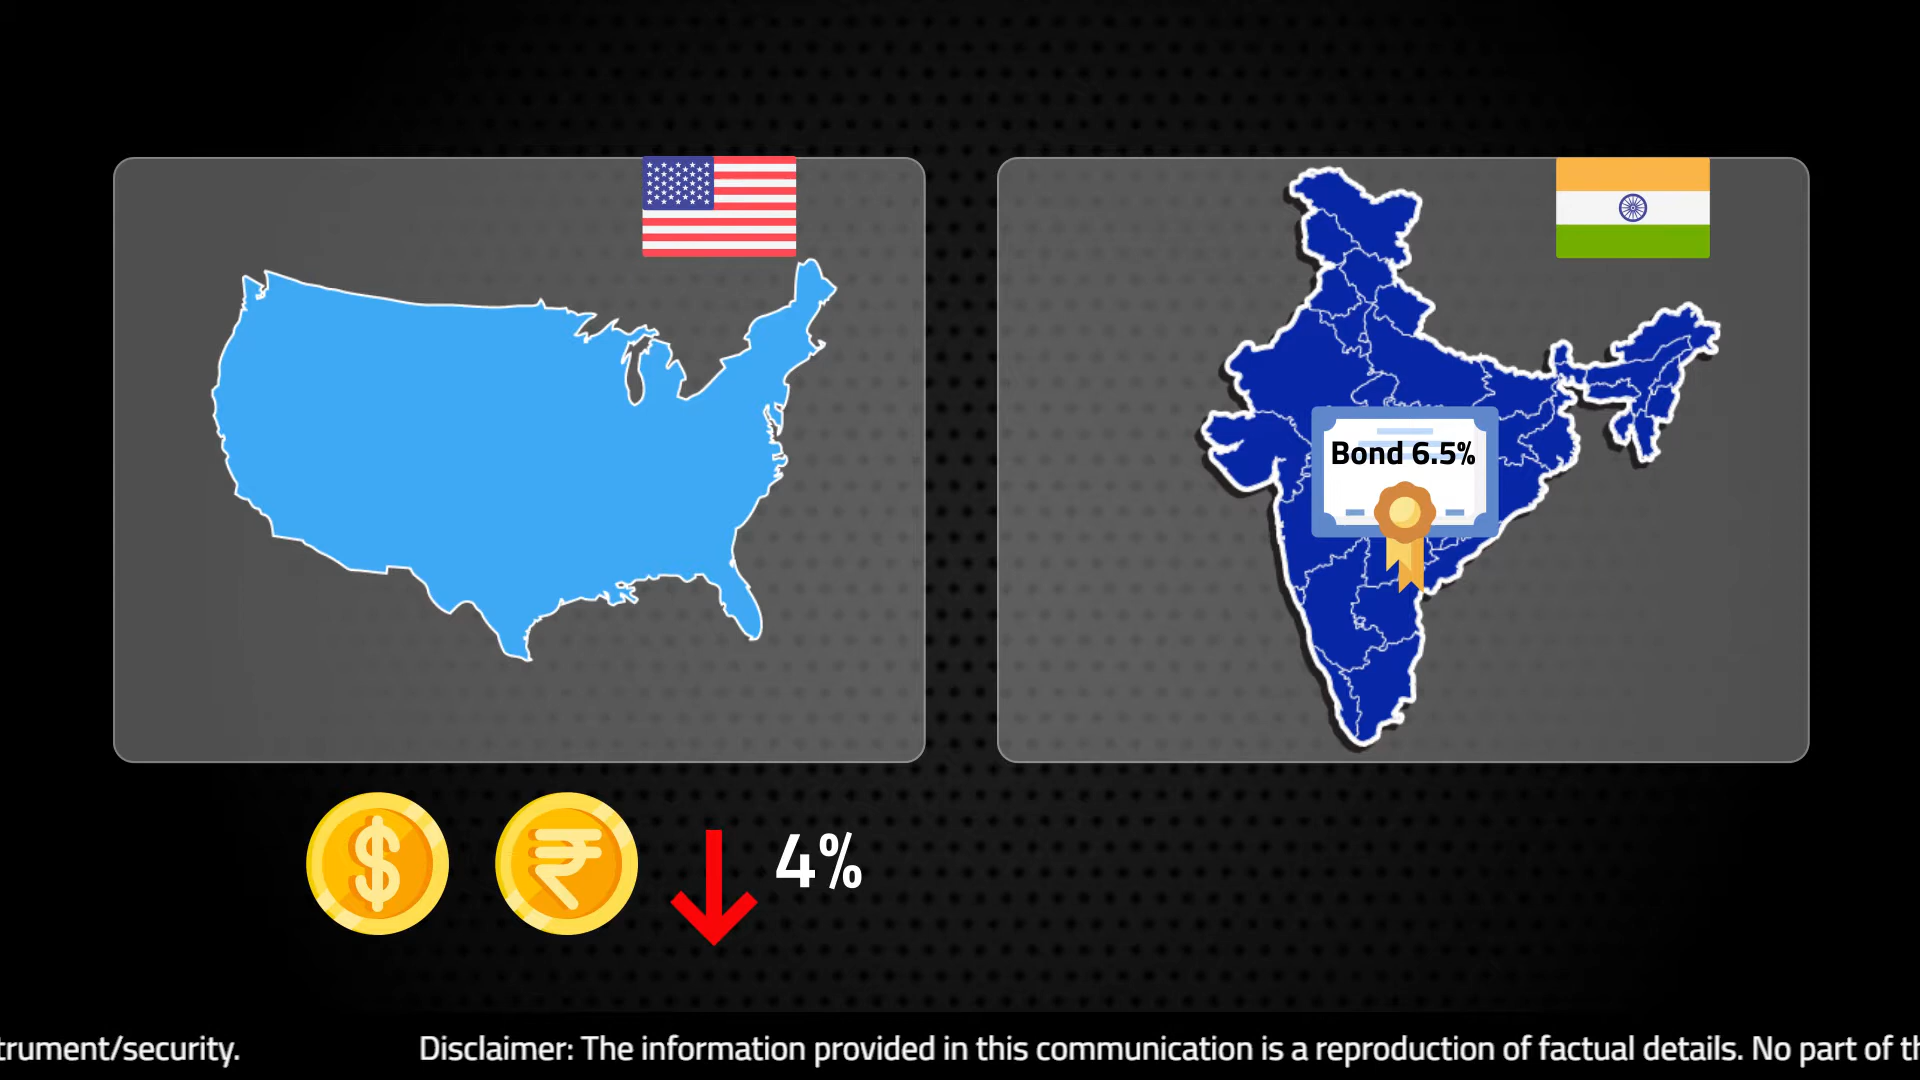 Bond 6.5%
$ ₹ 4%
trument/security. Disclaimer: The information provided in this communication is a reproduction of factual details. No part of th